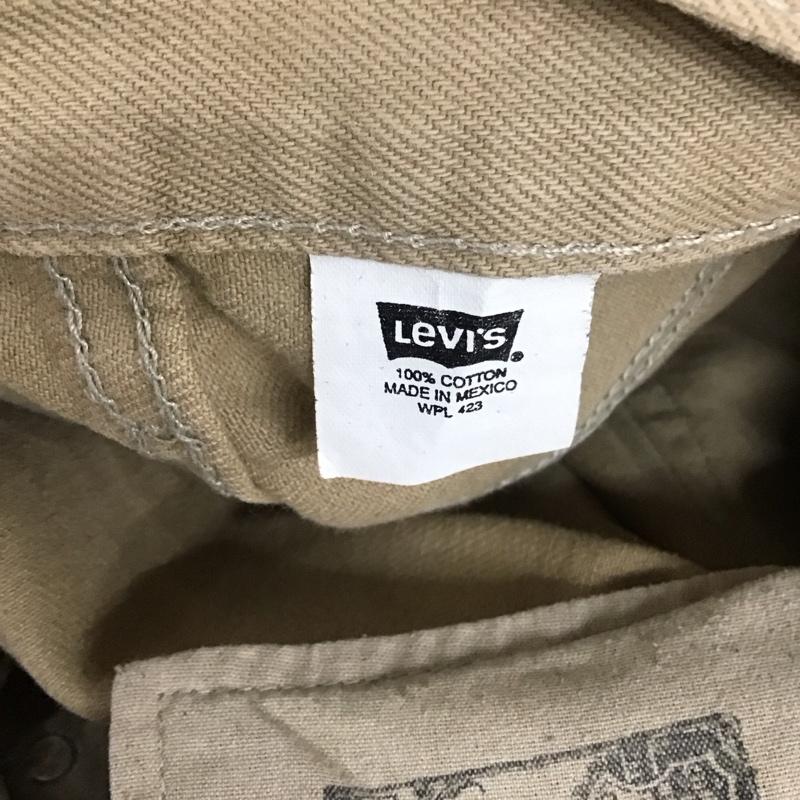 Levi's®
100% COTTON
MADE IN MEXICO
WPL 423